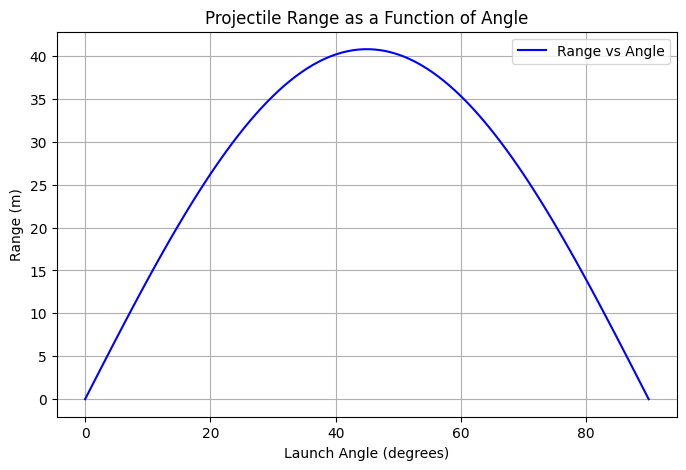 Projectile Range as a Function of Angle
Range vs Angle
40
35
30
25
20
15
10
5
0
Range (m)
0 20 40 60 80
Launch Angle (degrees)